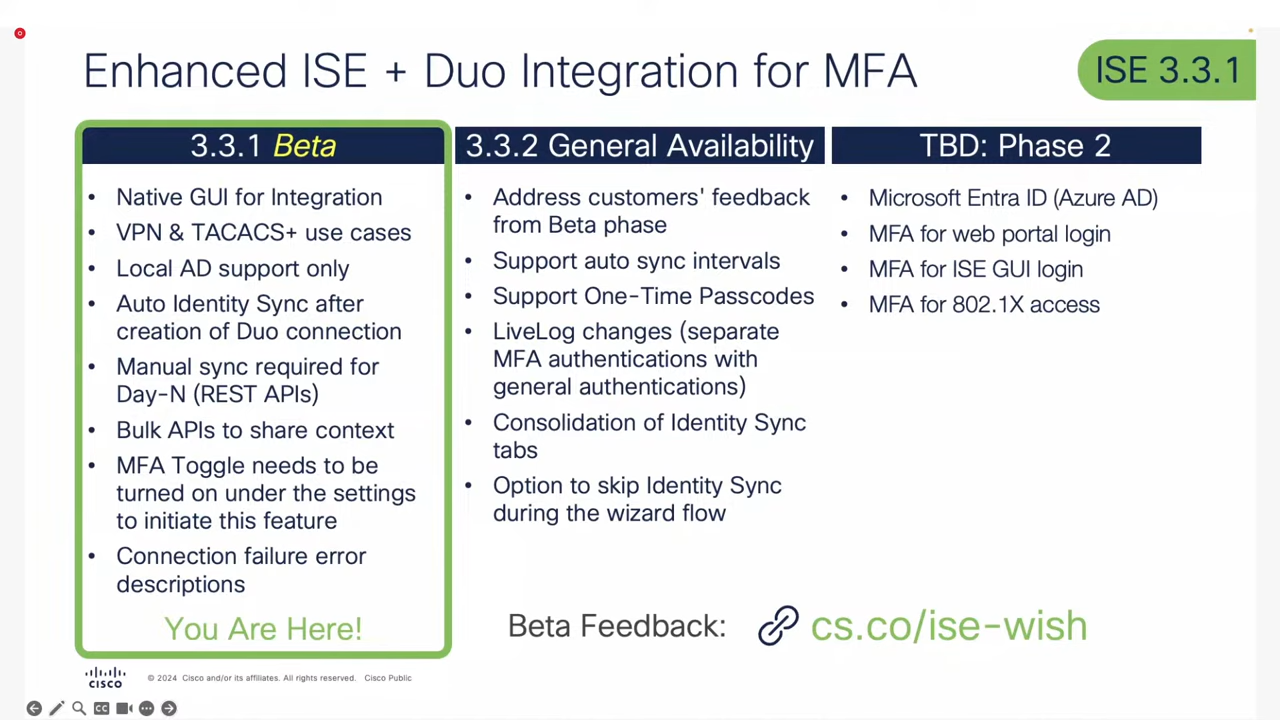 Enhanced ISE + Duo Integration for MFA
ISE 3.3.1
3.3.1 Beta
• Native GUI for Integration
• VPN & TACACS+ use cases
• Local AD support only
• Auto Identity Sync after
creation of Duo connection
• Manual sync required for
Day-N (REST APIs)
• Bulk APIs to share context
• MFA Toggle needs to be
turned on under the settings
to initiate this feature
• Connection failure error
descriptions
You Are Here!
3.3.2 General Availability
• Address customers' feedback
from Beta phase
• Support auto sync intervals
• Support One-Time Passcodes
• LiveLog changes (separate
MFA authentications with
general authentications)
• Consolidation of Identity Sync
tabs
• Option to skip Identity Sync
during the wizard flow
TBD: Phase 2
• Microsoft Entra ID (Azure AD)
• MFA for web portal login
• MFA for ISE GUI login
• MFA for 802.1X access
Beta Feedback: cs.co/ise-wish
CISCO
© 2024 Cisco and/or its affiliates. All rights reserved. Cisco Public
CC